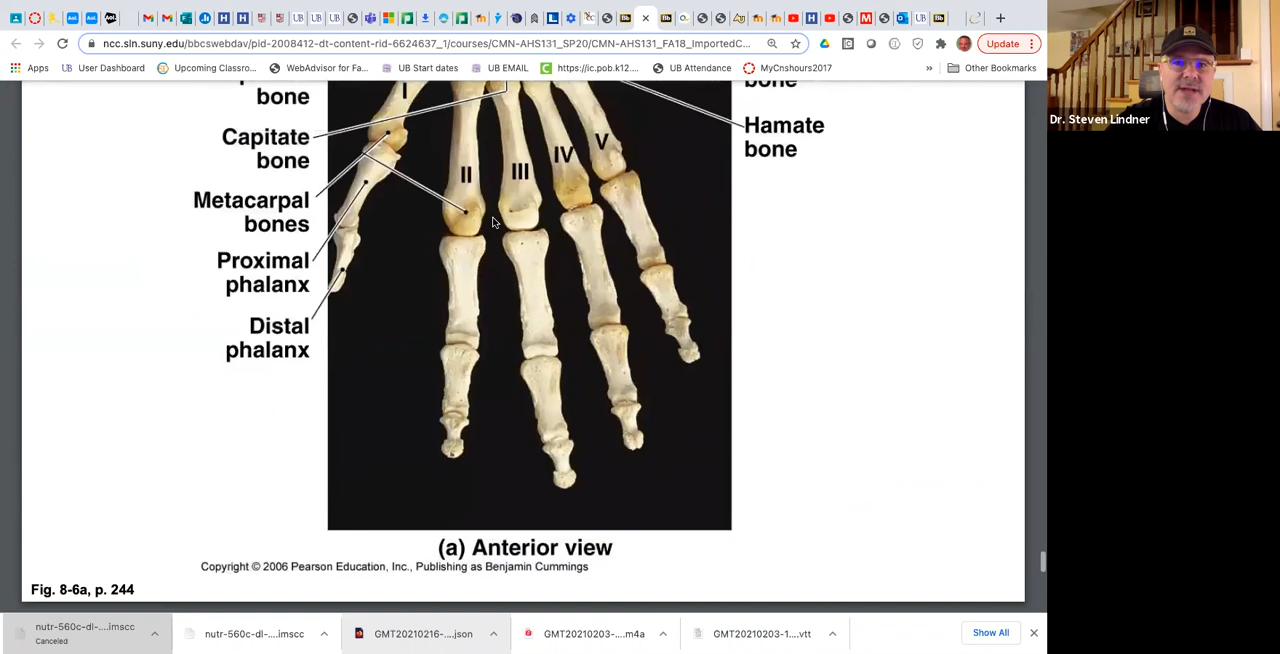 ncc.sln.suny.edu/bbcswebdav/pid-2008412-dt-content-rid-6624637_1/courses/CMN-AHS131_SP20/CMN-AHS131_FA18_ImportedC...
Update
Apps
User Dashboard
Upcoming Classro...
WebAdvisor for Fa...
UB Start dates
UB EMAIL
https://ic.pob.k12....
UB Attendance
MyCnshours2017
»
Other Bookmarks
Dr. Steven Lindner
bone
Capitate
bone
Metacarpal
bones
Proximal
phalanx
Distal
phalanx
I
II
III
IV
V
bone
Hamate
bone
(a) Anterior view
Copyright © 2006 Pearson Education, Inc., Publishing as Benjamin Cummings
Fig. 8-6a, p. 244
nutr-560c-dl-....imscc
Canceled
nutr-560c-dl-....imscc
GMT20210216-....json
GMT20210203-....m4a
GMT20210203-1....vtt
Show All